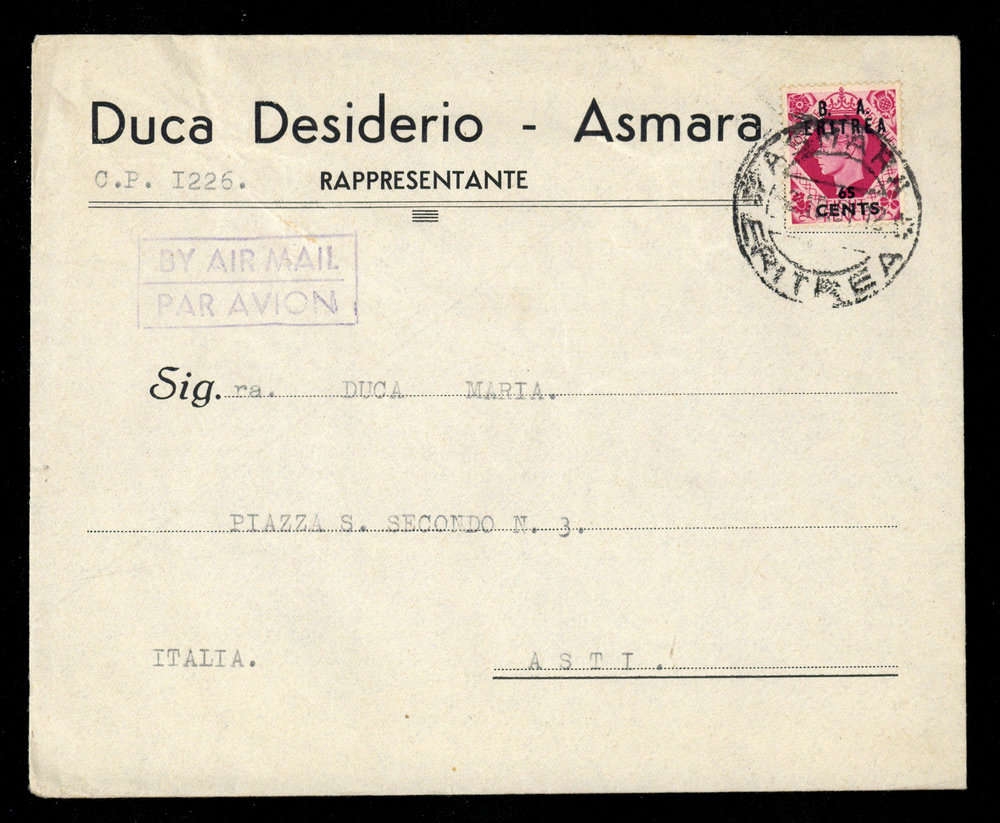 Duca Desiderio - Asmara
C.P. I226. RAPPRESENTANTE
B. A.
ERITREA
65
CENTS
ERITREA
BY AIR MAIL
PAR AVION
Sig.ra. DUCA MARIA.
PIAZZA S. SECONDO N. 3.
ITALIA. ASTI.